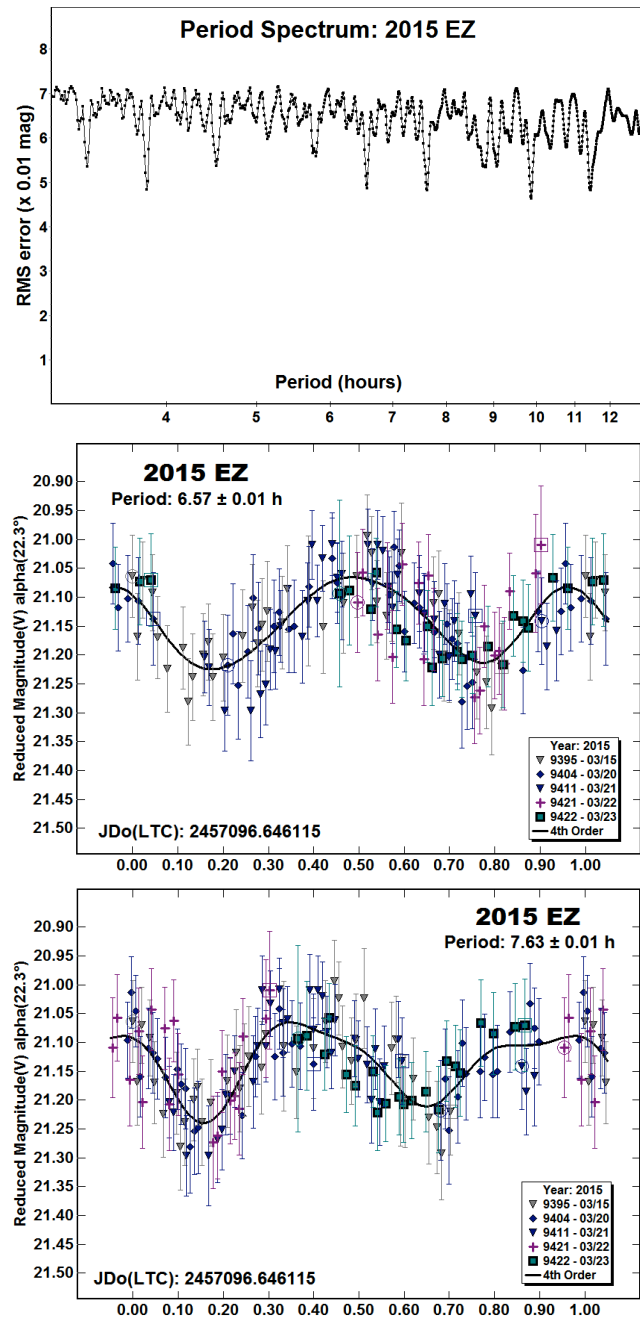 Period Spectrum: 2015 EZ
8
7
6
5
4
3
2
1
RMS error (x 0.01 mag)
Period (hours)
4 5 6 7 8 9 10 11 12
2015 EZ
Period: 6.57 ± 0.01 h
Reduced Magnitude(V) alpha(22.3°)
20.90
20.95
21.00
21.05
21.10
21.15
21.20
21.25
21.30
21.35
21.40
21.45
21.50
Year: 2015
9395 - 03/15
9404 - 03/20
9411 - 03/21
9421 - 03/22
9422 - 03/23
4th Order
JDo(LTC): 2457096.646115
0.00 0.10 0.20 0.30 0.40 0.50 0.60 0.70 0.80 0.90 1.00
2015 EZ
Period: 7.63 ± 0.01 h
Reduced Magnitude(V) alpha(22.3°)
20.90
20.95
21.00
21.05
21.10
21.15
21.20
21.25
21.30
21.35
21.40
21.45
21.50
Year: 2015
9395 - 03/15
9404 - 03/20
9411 - 03/21
9421 - 03/22
9422 - 03/23
4th Order
JDo(LTC): 2457096.646115
0.00 0.10 0.20 0.30 0.40 0.50 0.60 0.70 0.80 0.90 1.00